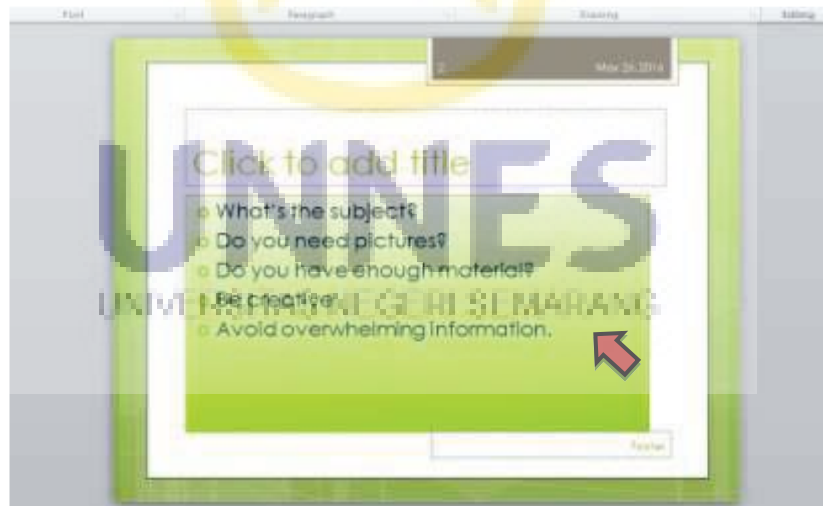 Font Paragraph Drawing Editing
2 May 26,2014
Click to add title
What's the subject?
Do you need pictures?
Do you have enough material?
Be creative
Avoid overwhelming information.
Footer
UNNES
UNIVERSITAS NEGERI SEMARANG